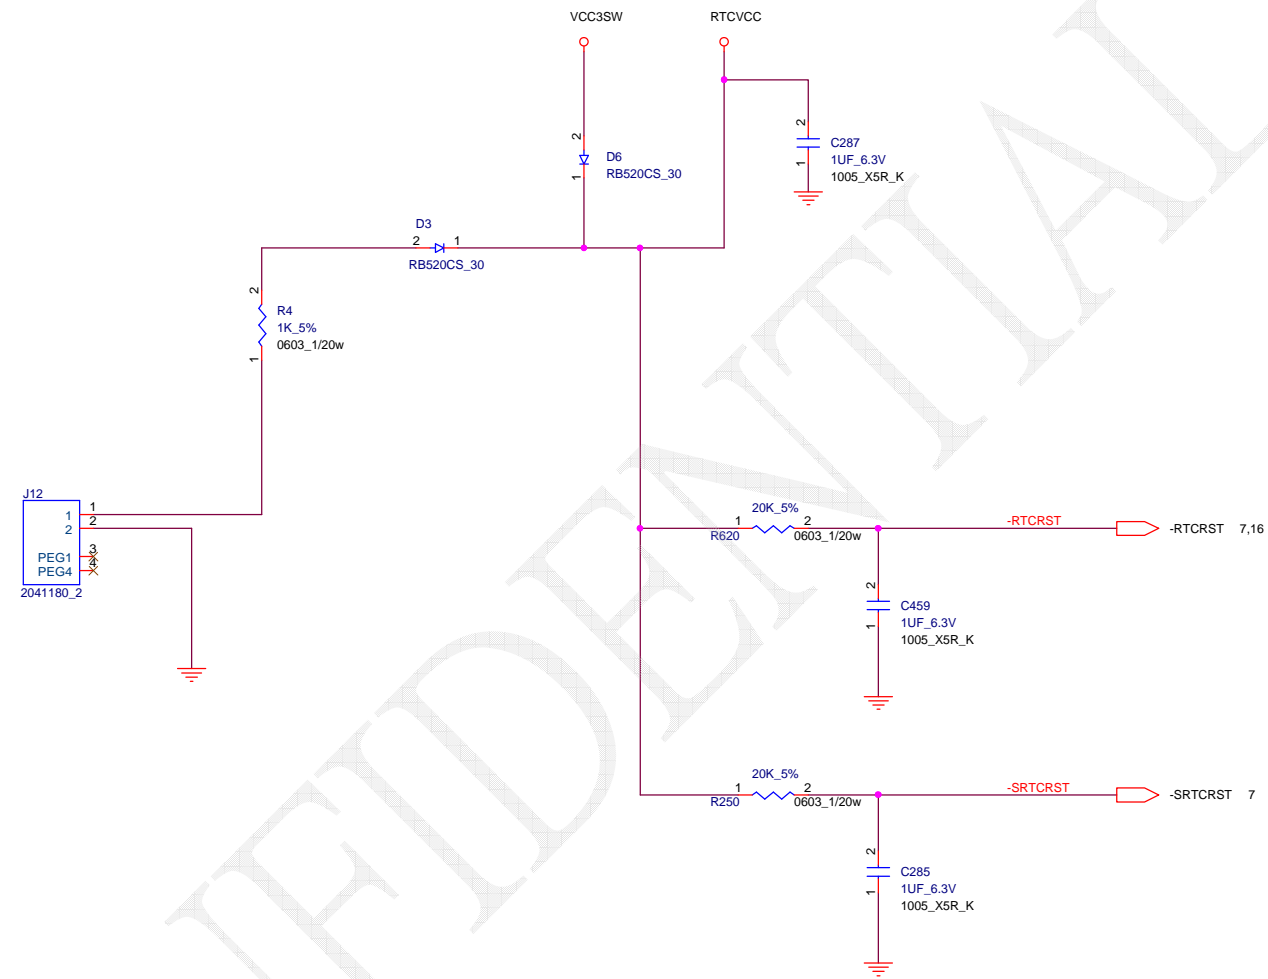 VCC3SW
RTCVCC
2
1
D6
RB520CS_30
2
1
C287
1UF_6.3V
1005_X5R_K
D3
2 1
RB520CS_30
2
1
R4
1K_5%
0603_1/20w
J12
1 1
2 2
PEG1 3
PEG4 4
2041180_2
20K_5%
1 2
R620 0603_1/20w
-RTCRST
-RTCRST 7,16
2
1
C459
1UF_6.3V
1005_X5R_K
20K_5%
1 2
R250 0603_1/20w
-SRTCRST
-SRTCRST 7
2
1
C285
1UF_6.3V
1005_X5R_K
FIDENTIAL